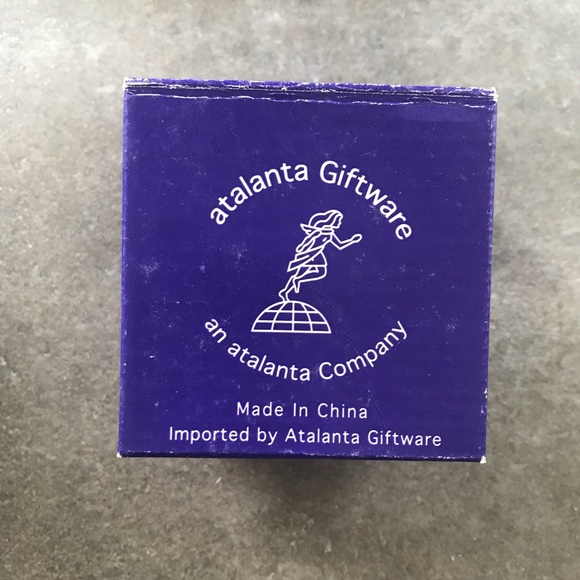 atalanta Giftware
an atalanta Company
Made In China
Imported by Atalanta Giftware